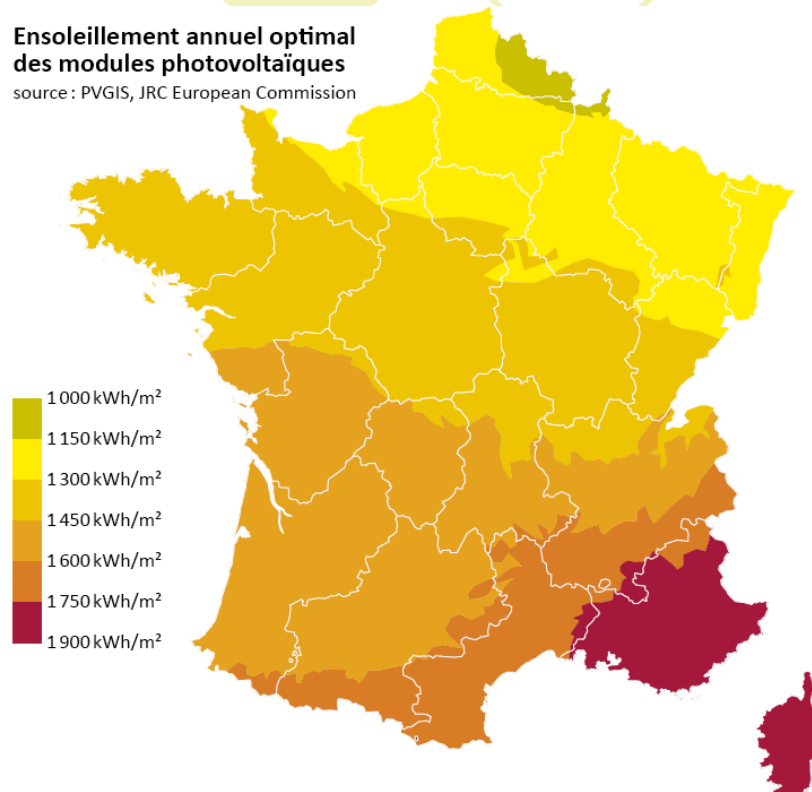 Ensoleillement annuel optimal
des modules photovoltaïques
source : PVGIS, JRC European Commission
1 000 kWh/m²
1 150 kWh/m²
1 300 kWh/m²
1 450 kWh/m²
1 600 kWh/m²
1 750 kWh/m²
1 900 kWh/m²